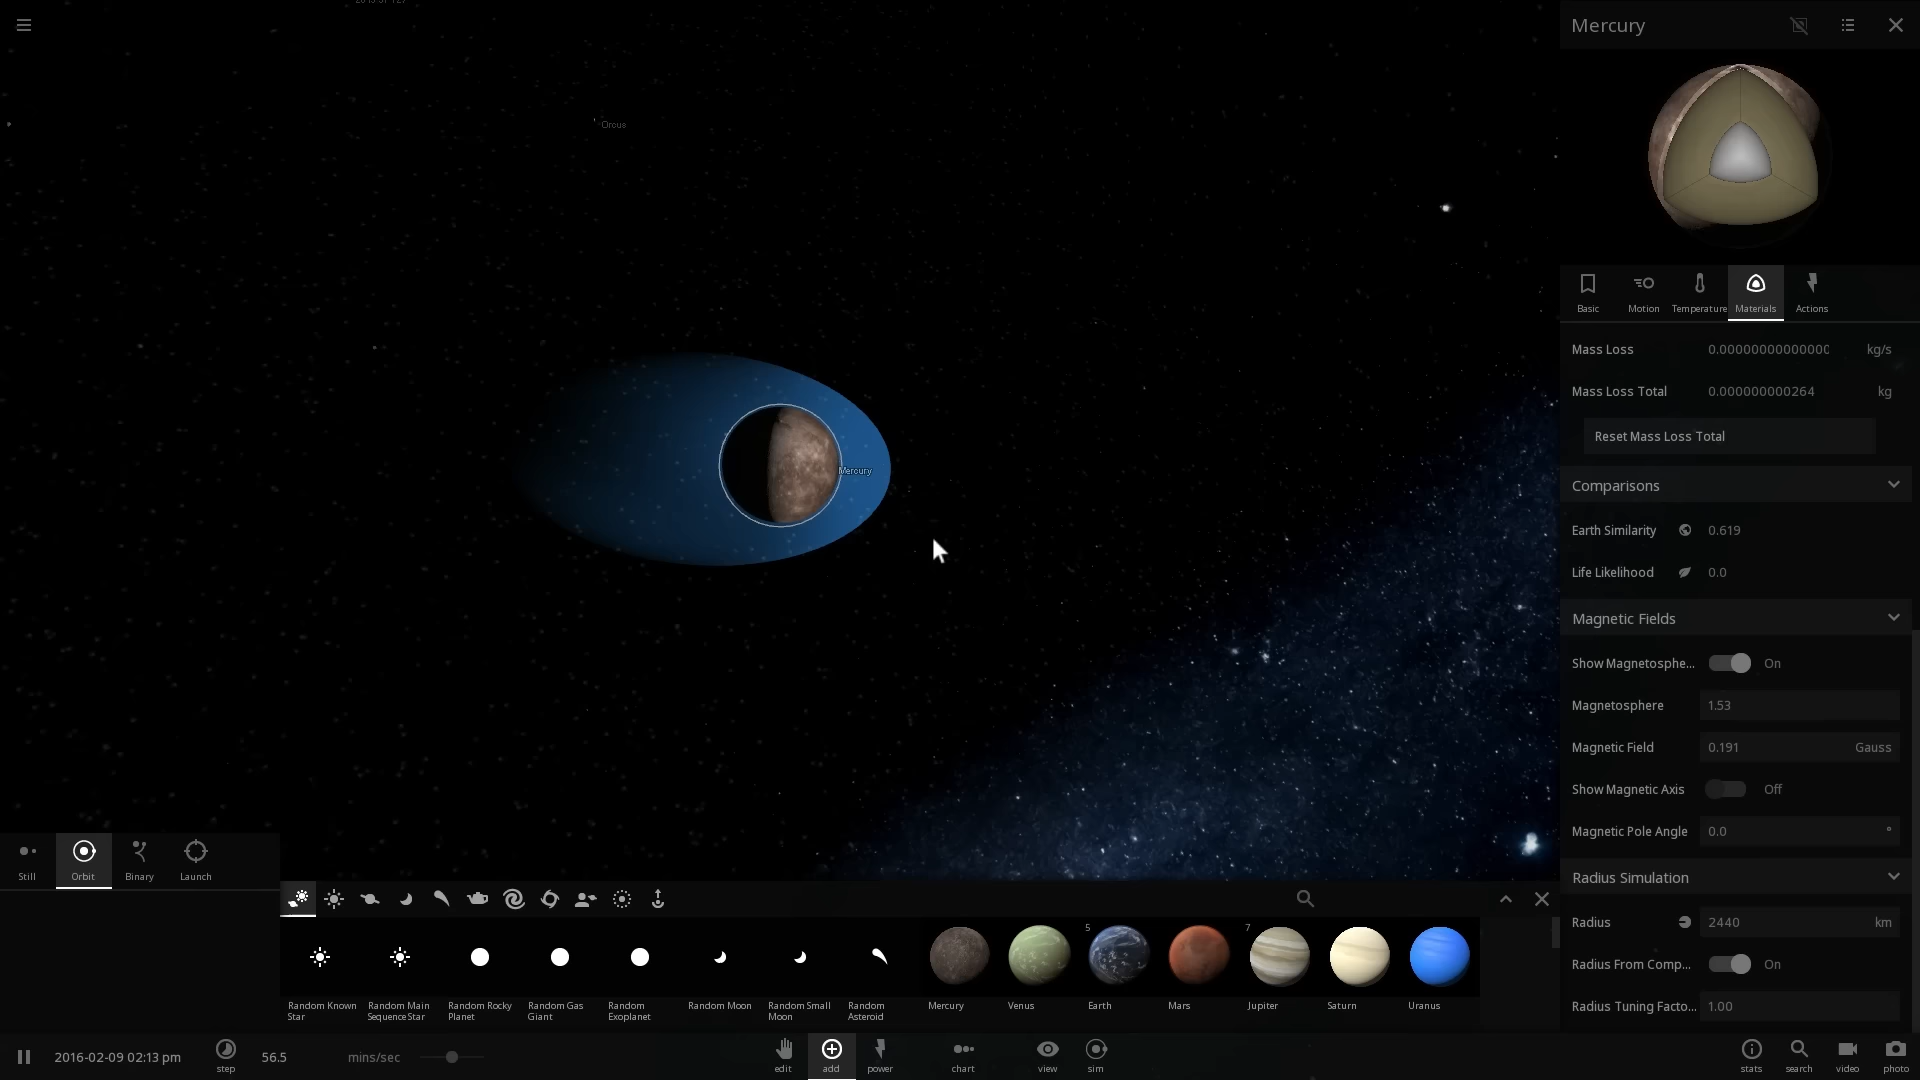 Mercury
Orcus
Mercury
Basic
Motion
Temperature
Materials
Actions
Mass Loss 0.00000000000000 kg/s
Mass Loss Total 0.000000000264 kg
Reset Mass Loss Total
Comparisons
Earth Similarity 0.619
Life Likelihood 0.0
Magnetic Fields
Show Magnetosphe... On
Magnetosphere 1.53
Magnetic Field 0.191 Gauss
Show Magnetic Axis Off
Magnetic Pole Angle 0.0 °
Radius Simulation
Radius 2440 km
Radius From Comp... On
Radius Tuning Facto... 1.00
Still
Orbit
Binary
Launch
5
7
Random Known
Star
Random Main
Sequence Star
Random Rocky
Planet
Random Gas
Giant
Random
Exoplanet
Random Moon
Random Small
Moon
Random
Asteroid
Mercury
Venus
Earth
Mars
Jupiter
Saturn
Uranus
2016-02-09 02:13 pm
step
56.5 mins/sec
edit
add
power
chart
view
sim
stats
search
video
photo